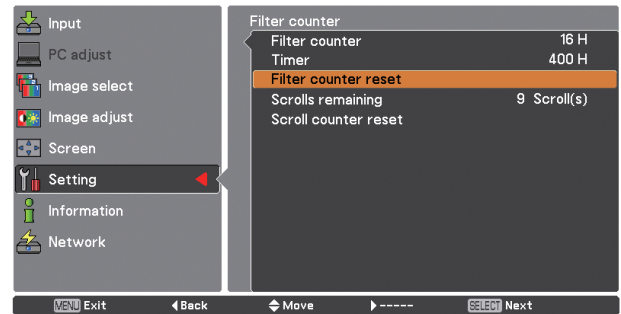 Input
PC adjust
Image select
Image adjust
Screen
Setting
Information
Network
Filter counter
Filter counter 16 H
Timer 400 H
Filter counter reset
Scrolls remaining 9 Scroll(s)
Scroll counter reset
MENU Exit Back Move ----- SELECT Next